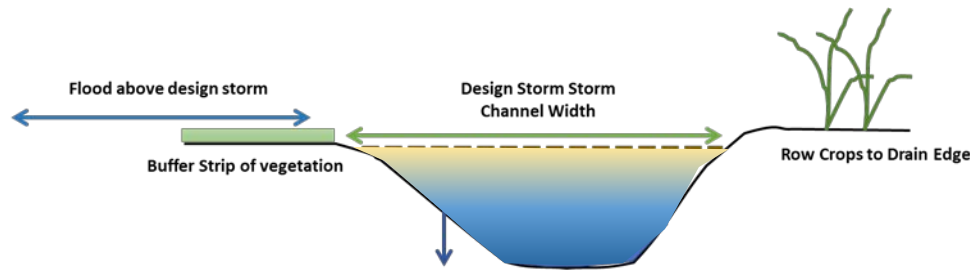 Flood above design storm
Design Storm Storm
Channel Width
Buffer Strip of vegetation
Row Crops to Drain Edge